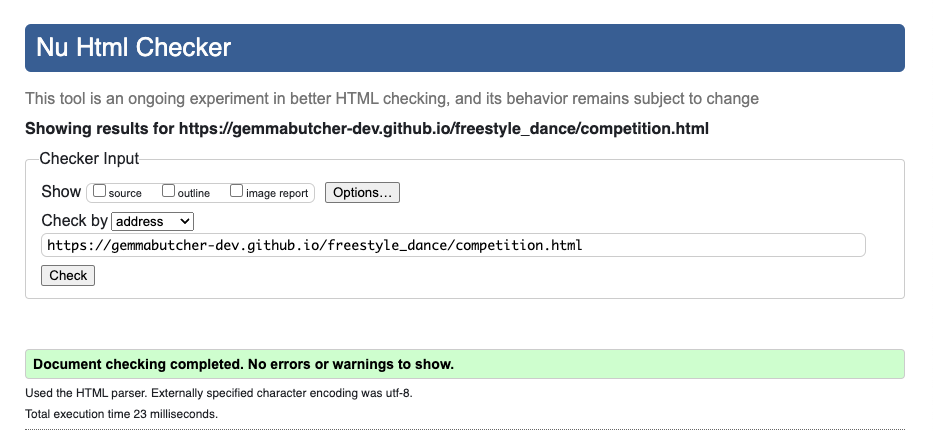 Nu Html Checker
This tool is an ongoing experiment in better HTML checking, and its behavior remains subject to change
Showing results for https://gemmabutcher-dev.github.io/freestyle_dance/competition.html
Checker Input
Show source outline image report Options...
Check by address
https://gemmabutcher-dev.github.io/freestyle_dance/competition.html
Check
Document checking completed. No errors or warnings to show.
Used the HTML parser. Externally specified character encoding was utf-8.
Total execution time 23 milliseconds.